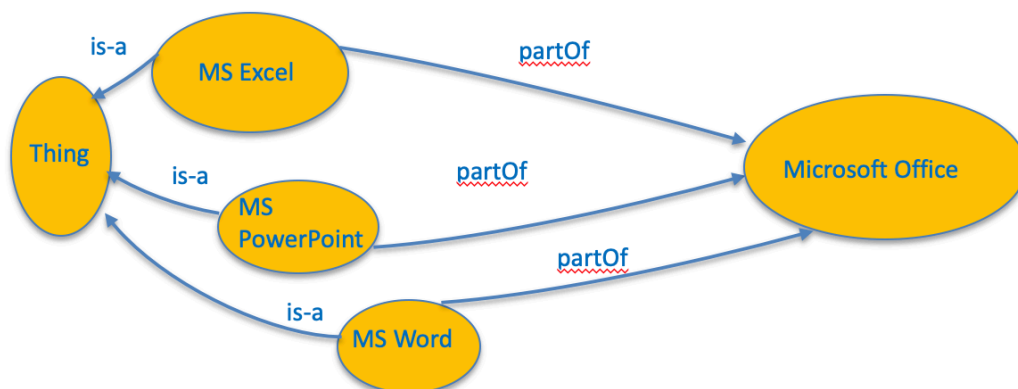 is-a
MS Excel
partOf
Thing
Microsoft Office
is-a
partOf
MS
PowerPoint
partOf
is-a
MS Word